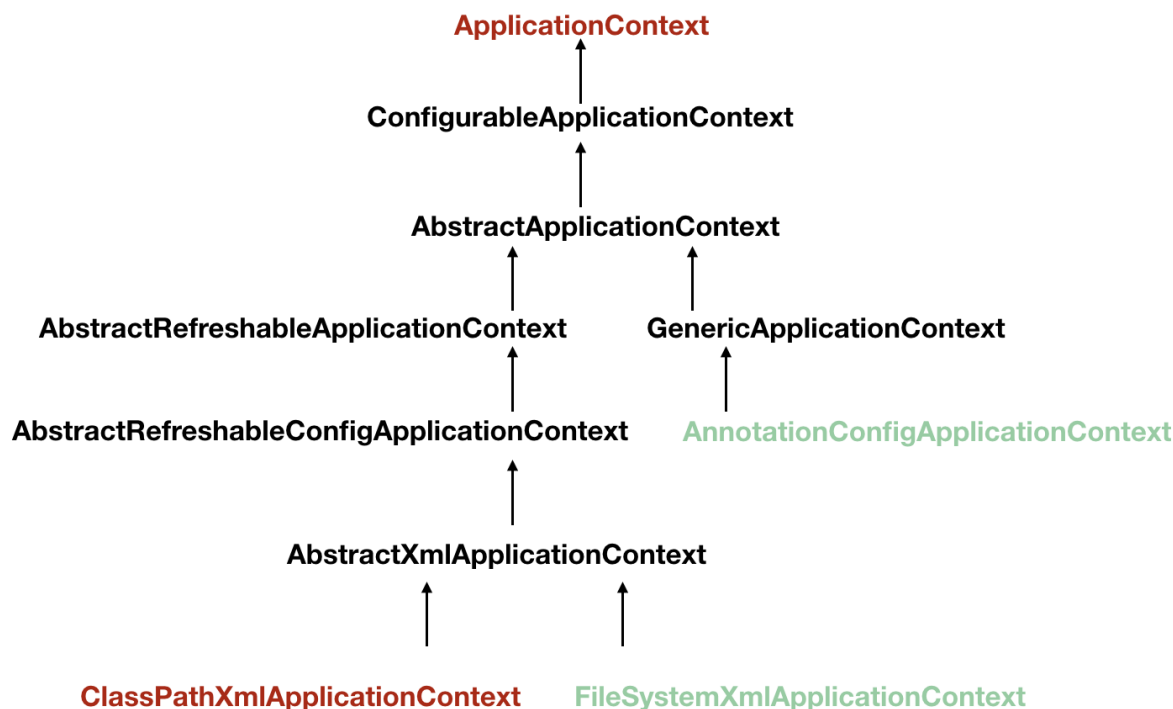 ApplicationContext
ConfigurableApplicationContext
AbstractApplicationContext
AbstractRefreshableApplicationContext
GenericApplicationContext
AbstractRefreshableConfigApplicationContext
AnnotationConfigApplicationContext
AbstractXmlApplicationContext
ClassPathXmlApplicationContext
FileSystemXmlApplicationContext